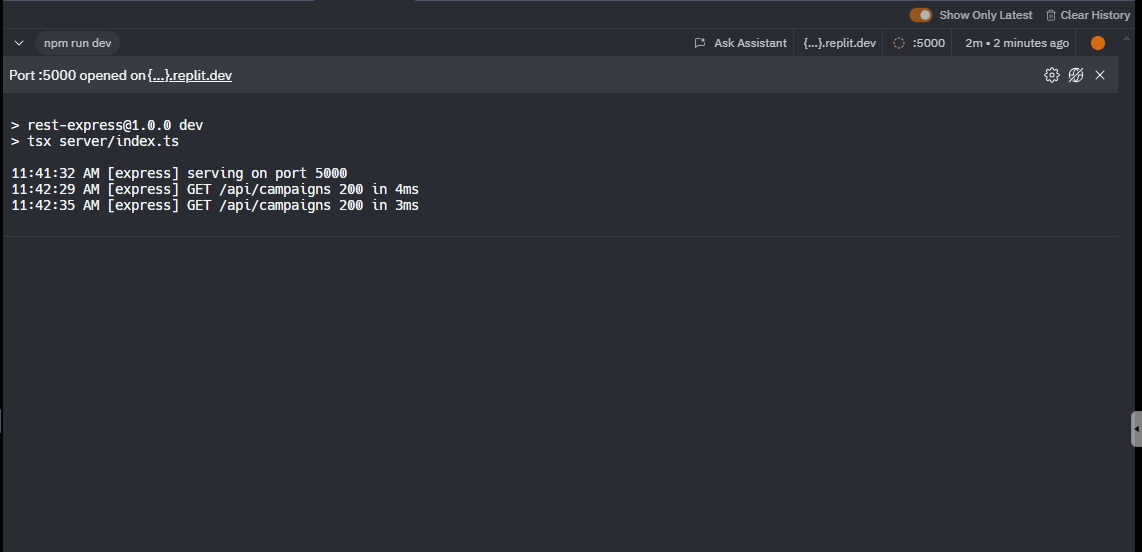 Show Only Latest Clear History
npm run dev Ask Assistant {...}.replit.dev :5000 2m • 2 minutes ago
Port :5000 opened on {...}.replit.dev
> rest-express@1.0.0 dev
> tsx server/index.ts
11:41:32 AM [express] serving on port 5000
11:42:29 AM [express] GET /api/campaigns 200 in 4ms
11:42:35 AM [express] GET /api/campaigns 200 in 3ms